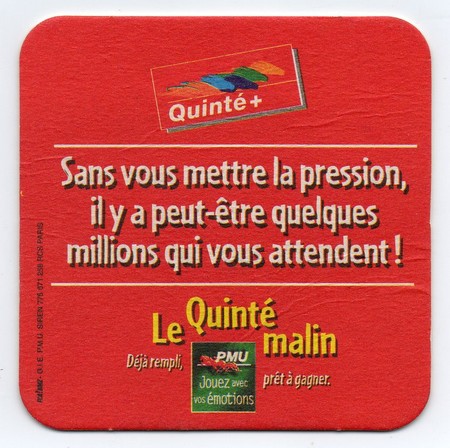 Quinté+
Sans vous mettre la pression,
il y a peut-être quelques
millions qui vous attendent !
Le Quinté
malin
Déjà rempli,
prêt à gagner.
PMU
Jouez avec
vos émotions